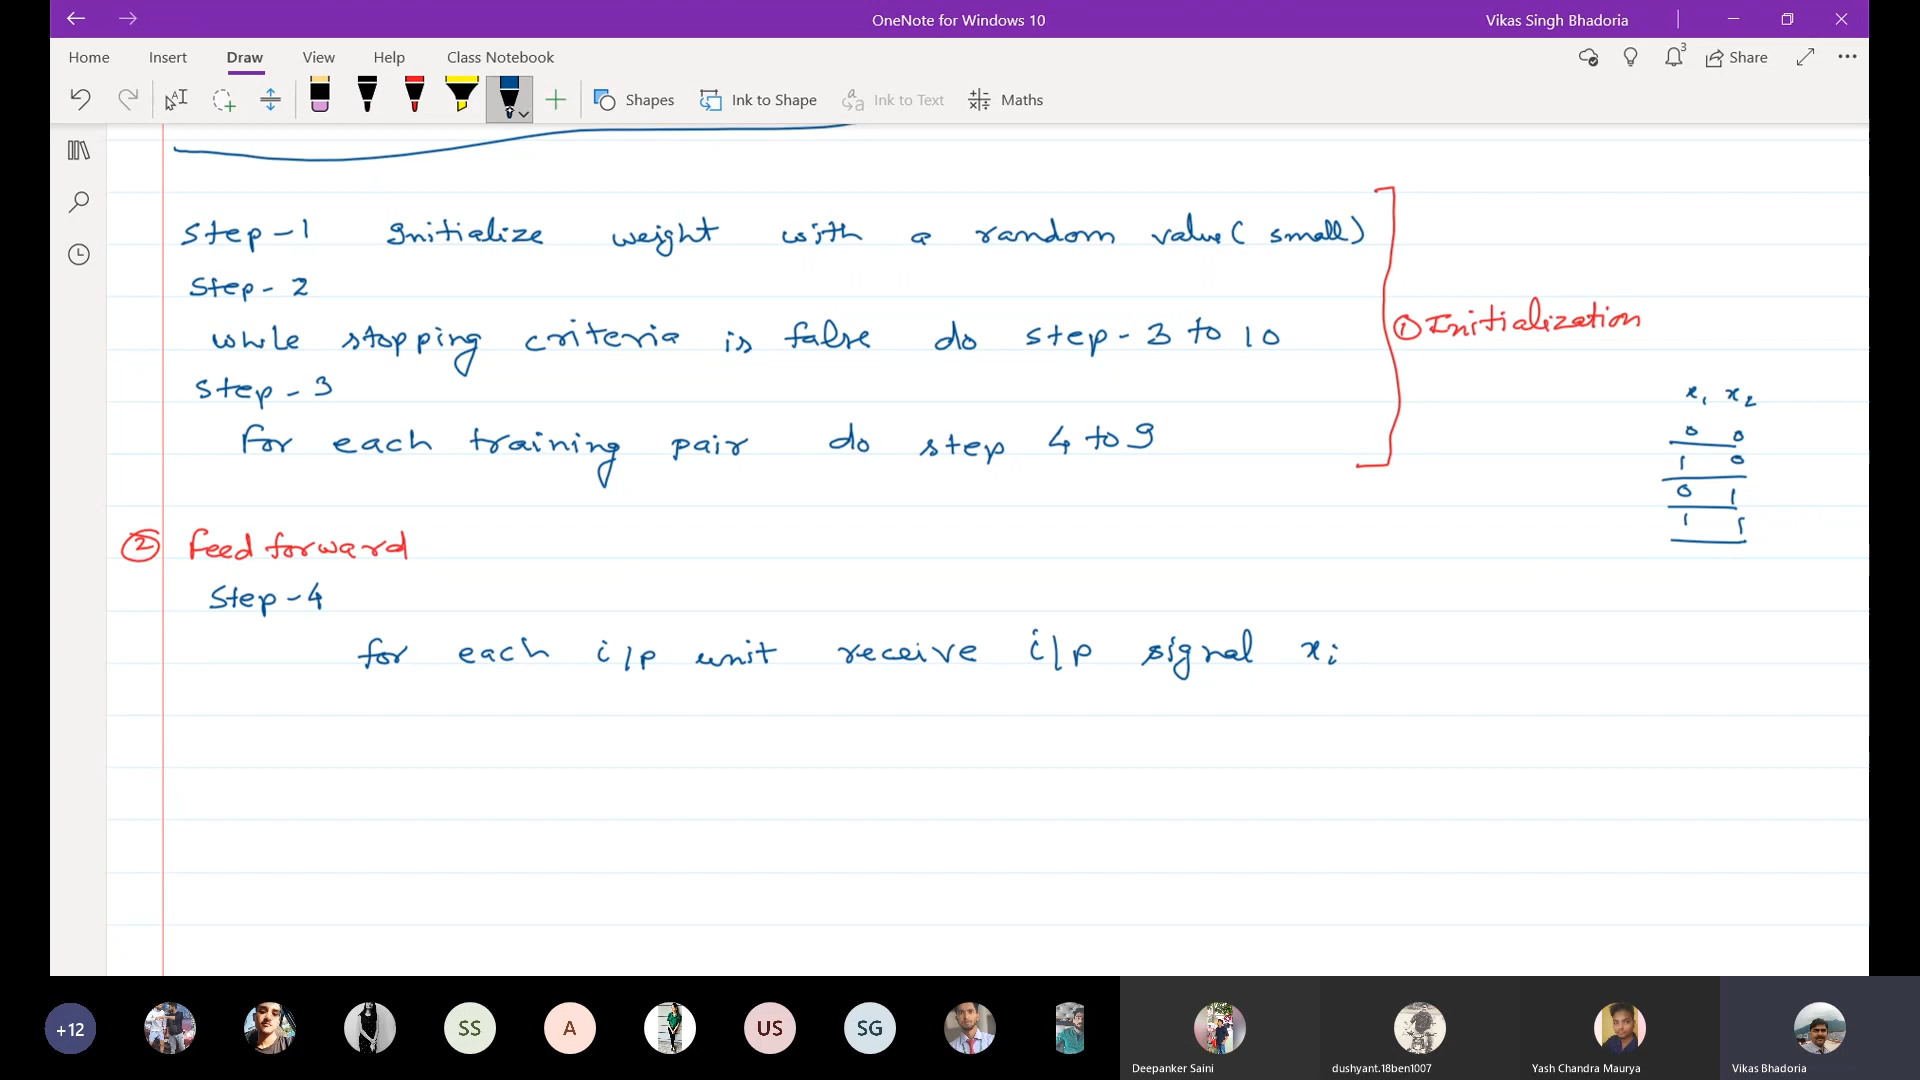 OneNote for Windows 10
Vikas Singh Bhadoria
Home Insert Draw View Help Class Notebook
3
Share
Shapes Ink to Shape Ink to Text Maths
Step-1 Initialize weight with a random value (small)
Step-2
while stopping criteria is false do step-3 to 10
① Initialization
Step-3
x1 x2
for each training pair do step 4 to 9
0 0
1 0
0 1
1 1
② Feed forward
Step-4
for each i/p unit receive i/p signal xi
+12 SS A US SG
Deepanker Saini dushyant.18ben1007 Yash Chandra Maurya Vikas Bhadoria